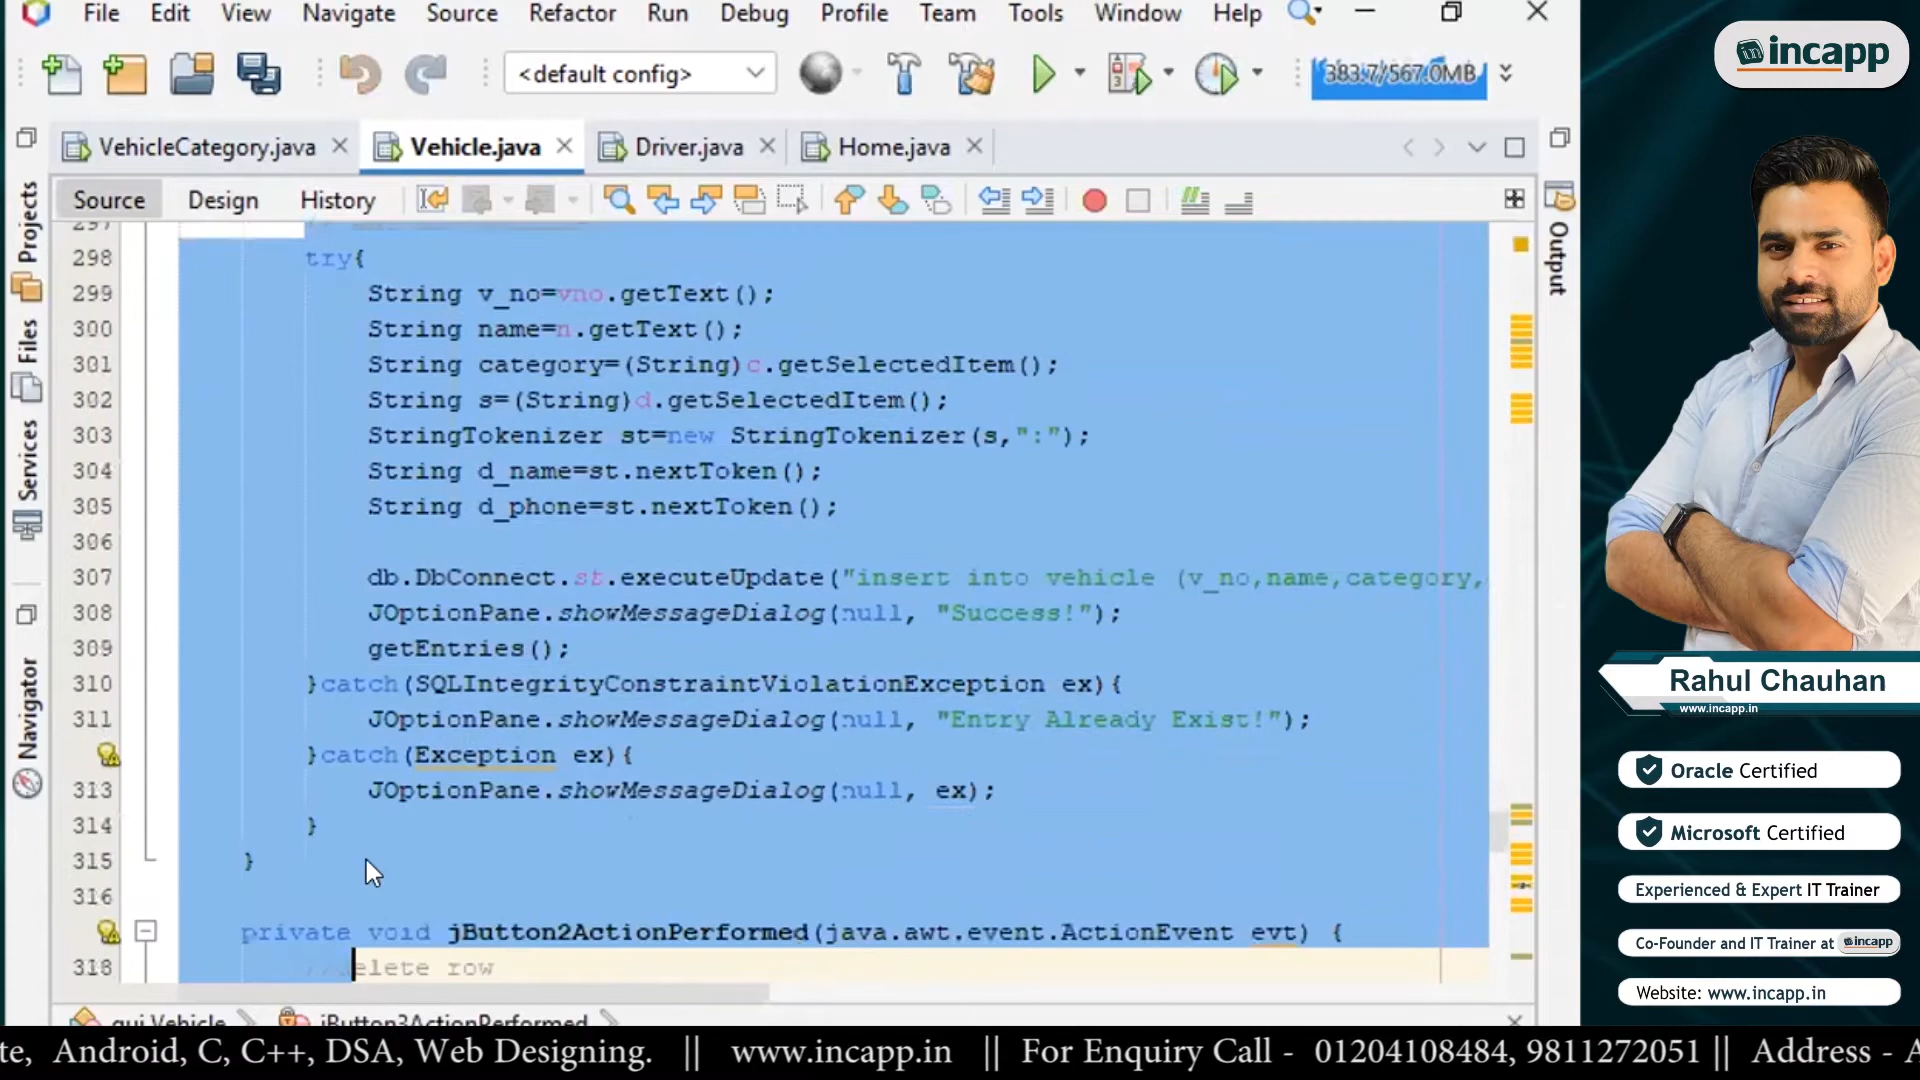 File Edit View Navigate Source Refactor Run Debug Profile Team Tools Window Help
<default config>
383.7/567.0MB
VehicleCategory.java Vehicle.java Driver.java Home.java
Source Design History
Projects
Files
Services
Navigator
Output
297
298 try{
299 String v_no=vno.getText();
300 String name=n.getText();
301 String category=(String)c.getSelectedItem();
302 String s=(String)d.getSelectedItem();
303 StringTokenizer st=new StringTokenizer(s,":");
304 String d_name=st.nextToken();
305 String d_phone=st.nextToken();
306
307 db.DbConnect.st.executeUpdate("insert into vehicle (v_no,name,category,
308 JOptionPane.showMessageDialog(null, "Success!");
309 getEntries();
310 }catch(SQLIntegrityConstraintViolationException ex){
311 JOptionPane.showMessageDialog(null, "Entry Already Exist!");
}catch(Exception ex){
313 JOptionPane.showMessageDialog(null, ex);
314 }
315 }
316
private void jButton2ActionPerformed(java.awt.event.ActionEvent evt) {
318 //delete row
gui.Vehicle jButton3ActionPerformed
incapp
Rahul Chauhan
www.incapp.in
Oracle Certified
Microsoft Certified
Experienced & Expert IT Trainer
Co-Founder and IT Trainer at incapp
Website: www.incapp.in
te, Android, C, C++, DSA, Web Designing. || www.incapp.in || For Enquiry Call - 01204108484, 9811272051 || Address - A